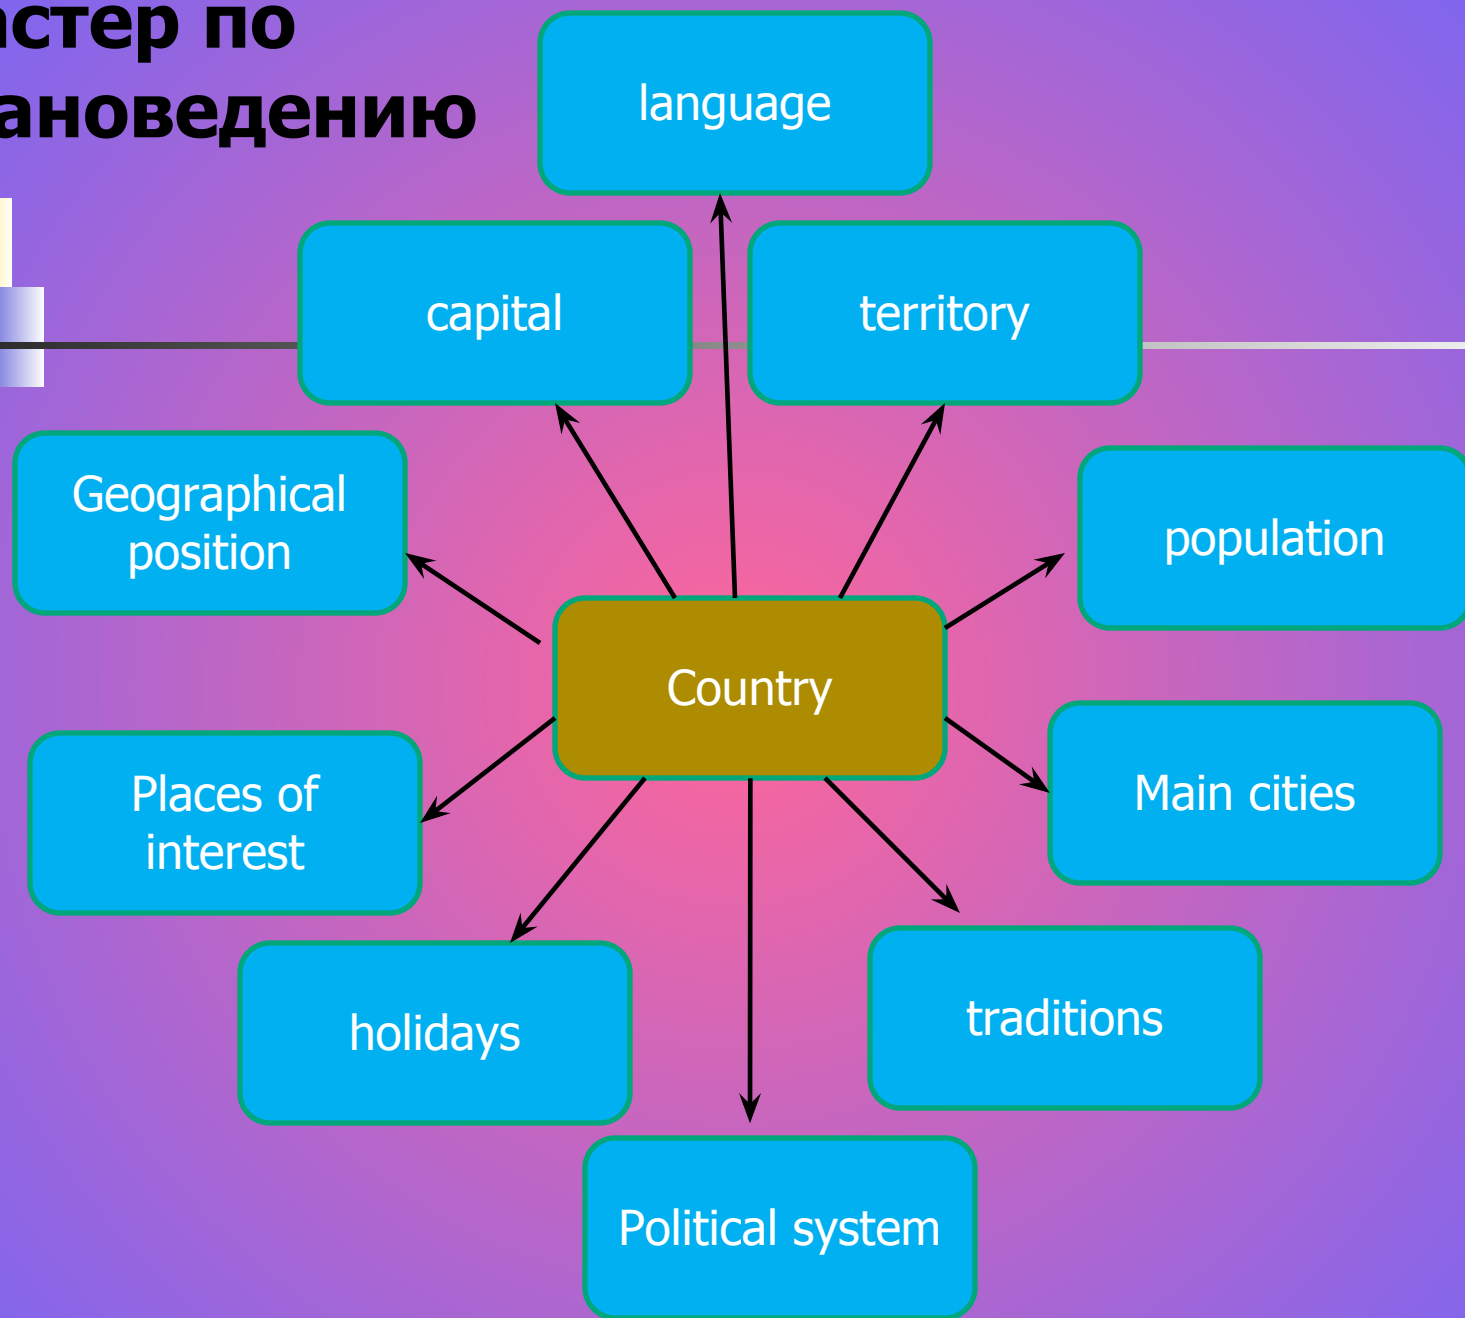 астер по
ановедению
language
capital
territory
Geographical
position
population
Country
Places of
interest
Main cities
holidays
traditions
Political system